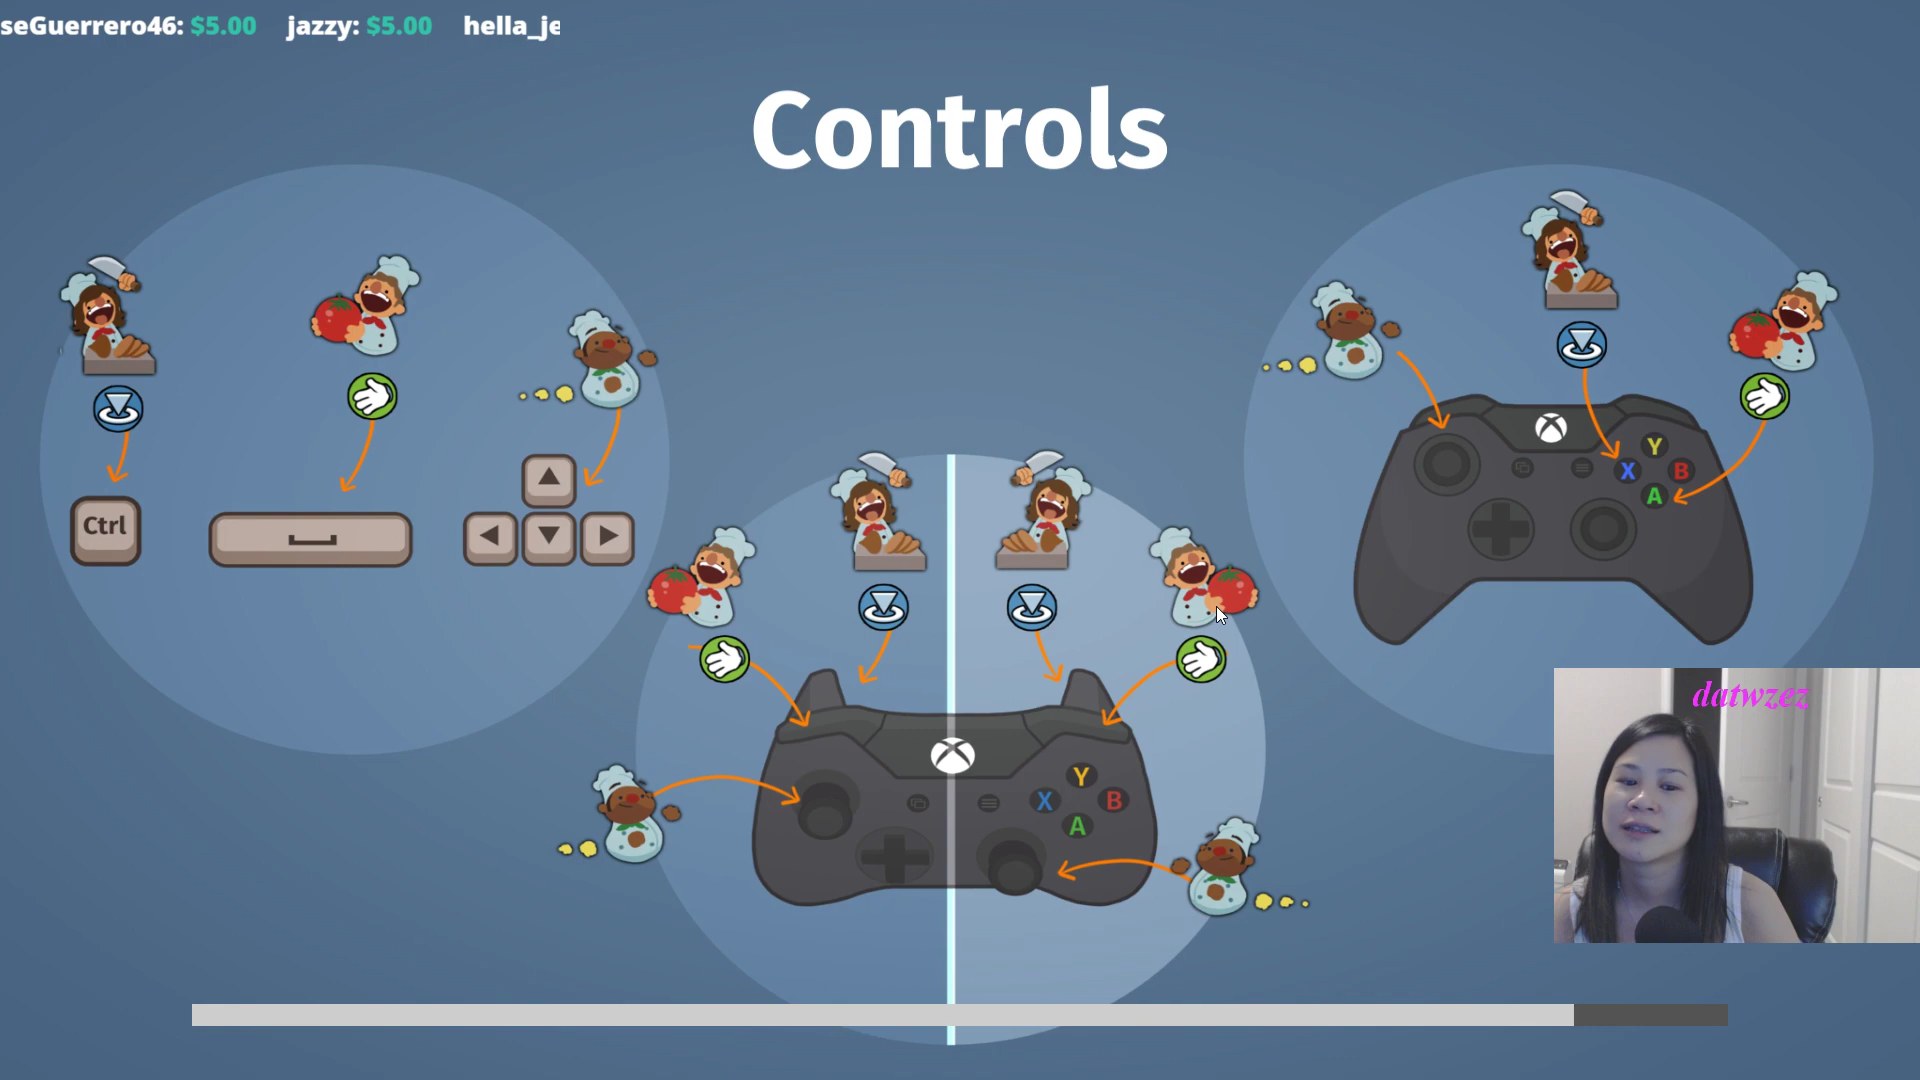 seGuerrero46: $5.00 jazzy: $5.00 hella_je
Controls
Ctrl
Y
X B
A
datwzez
Y
X B
A